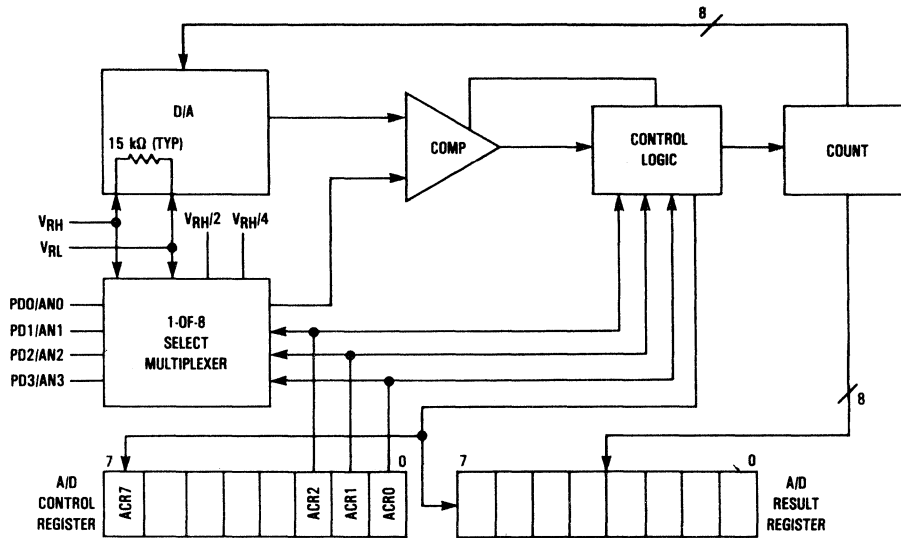 8
D/A
15 kΩ (TYP)
COMP
CONTROL
LOGIC
COUNT
VRH
VRL
VRH/2
VRH/4
PD0/AN0
PD1/AN1
PD2/AN2
PD3/AN3
1-OF-8
SELECT
MULTIPLEXER
8
7
0
A/D
CONTROL
REGISTER
ACR7
ACR2
ACR1
ACR0
7
0
A/D
RESULT
REGISTER